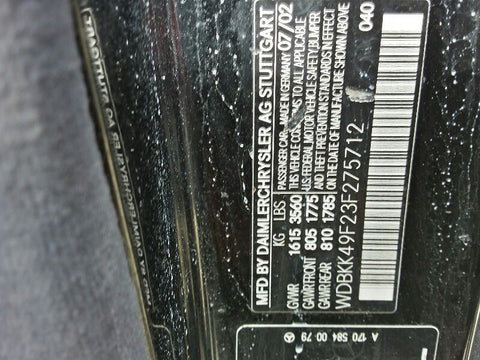 MFD BY DAIMLERCHRYSLER AG STUTTGART
PASSENGER CAR - MADE IN GERMANY 07/02
KG LBS
GVWR 1615 3560
GAWR FRONT 805 1775
GAWR REAR 810 1785
THIS VEHICLE CONFORMS TO ALL APPLICABLE
FEDERAL MOTOR VEHICLE SAFETY, BUMPER
AND THEFT PREVENTION STANDARDS IN EFFECT
ON THE DATE OF MANUFACTURE SHOWN ABOVE
WDBKK49F23F275712
040
A 170 584 00 79